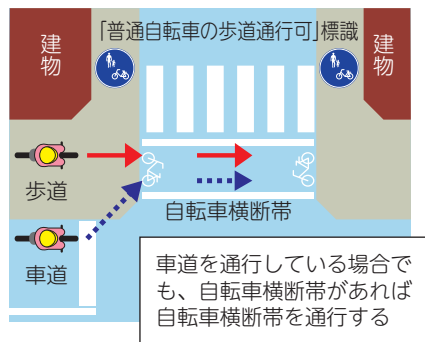 「普通自転車の歩道通行可」標識
建物
建物
歩道
自転車横断帯
車道
車道を通行している場合で
も、自転車横断帯があれば
自転車横断帯を通行する